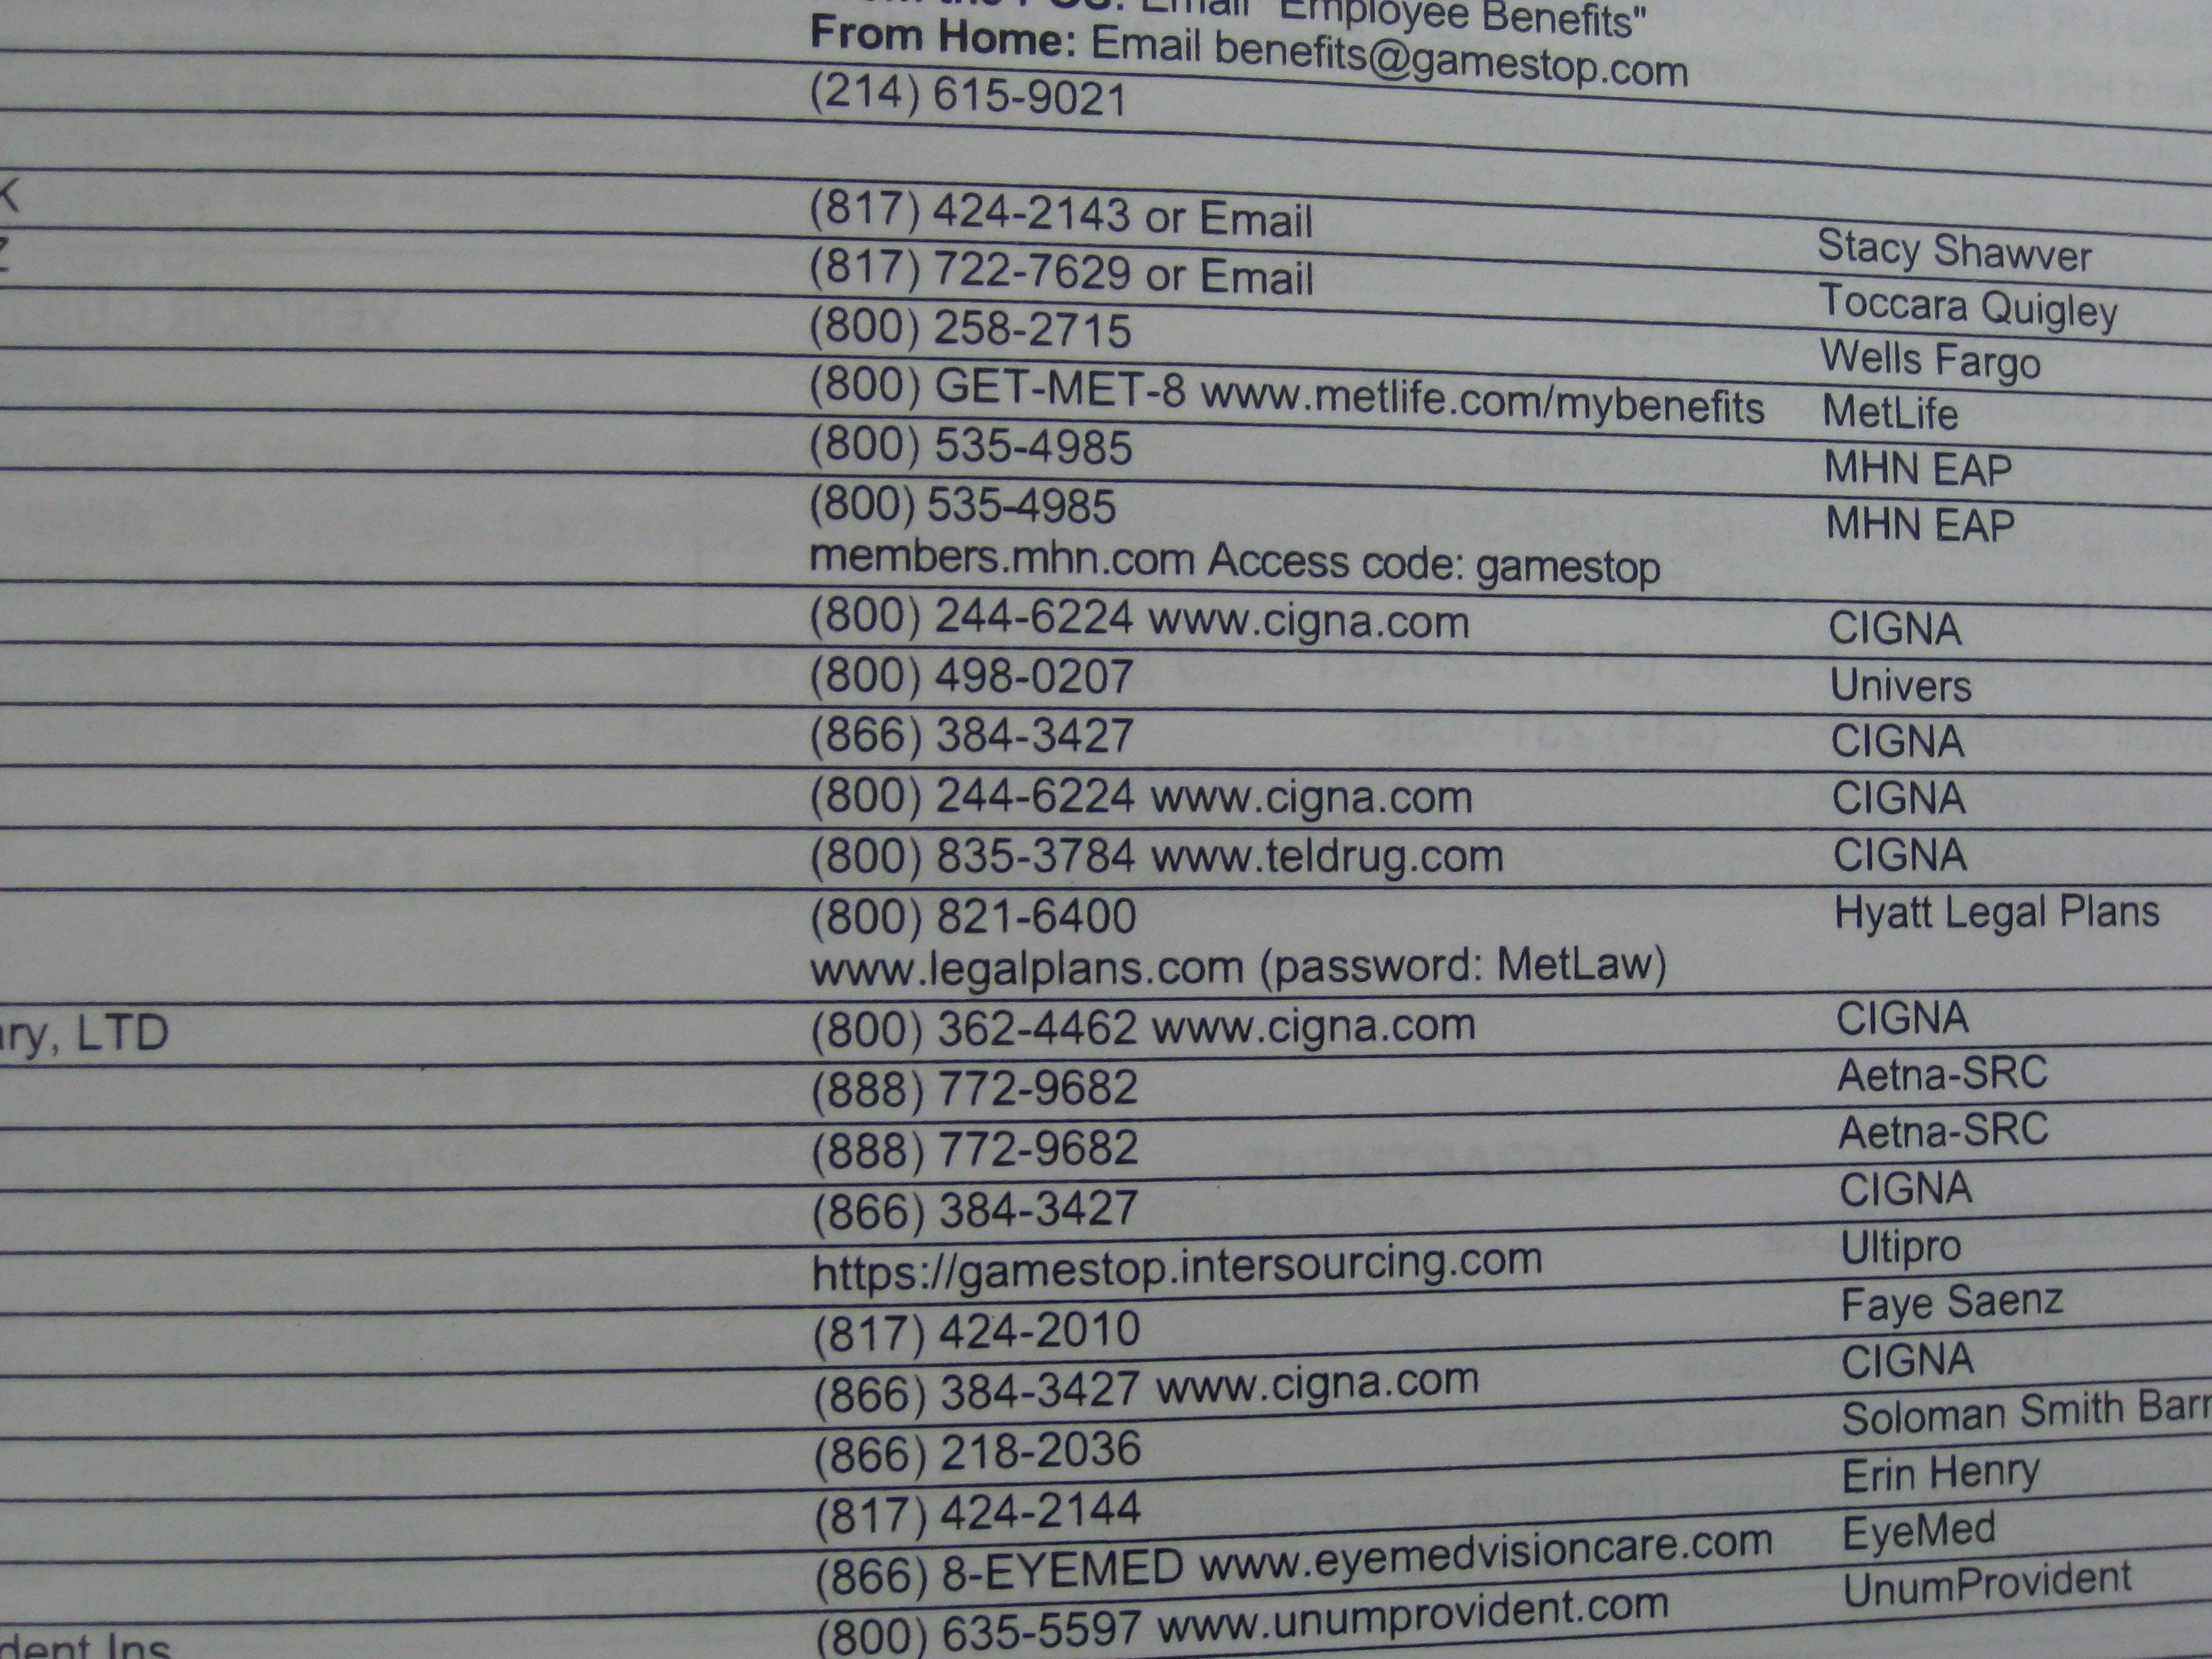 Email "Employee Benefits"
From Home: Email benefits@gamestop.com
(214) 615-9021
K (817) 424-2143 or Email Stacy Shawver
Z (817) 722-7629 or Email Toccara Quigley
(800) 258-2715 Wells Fargo
(800) GET-MET-8 www.metlife.com/mybenefits MetLife
(800) 535-4985 MHN EAP
(800) 535-4985 MHN EAP
members.mhn.com Access code: gamestop
(800) 244-6224 www.cigna.com CIGNA
(800) 498-0207 Univers
(866) 384-3427 CIGNA
(800) 244-6224 www.cigna.com CIGNA
(800) 835-3784 www.teldrug.com CIGNA
(800) 821-6400 Hyatt Legal Plans
www.legalplans.com (password: MetLaw)
ry, LTD (800) 362-4462 www.cigna.com CIGNA
(888) 772-9682 Aetna-SRC
(888) 772-9682 Aetna-SRC
(866) 384-3427 CIGNA
https://gamestop.intersourcing.com Ultipro
(817) 424-2010 Faye Saenz
(866) 384-3427 www.cigna.com CIGNA
(866) 218-2036 Soloman Smith Barr
(817) 424-2144 Erin Henry
(866) 8-EYEMED www.eyemedvisioncare.com EyeMed
dent Ins (800) 635-5597 www.unumprovident.com UnumProvident